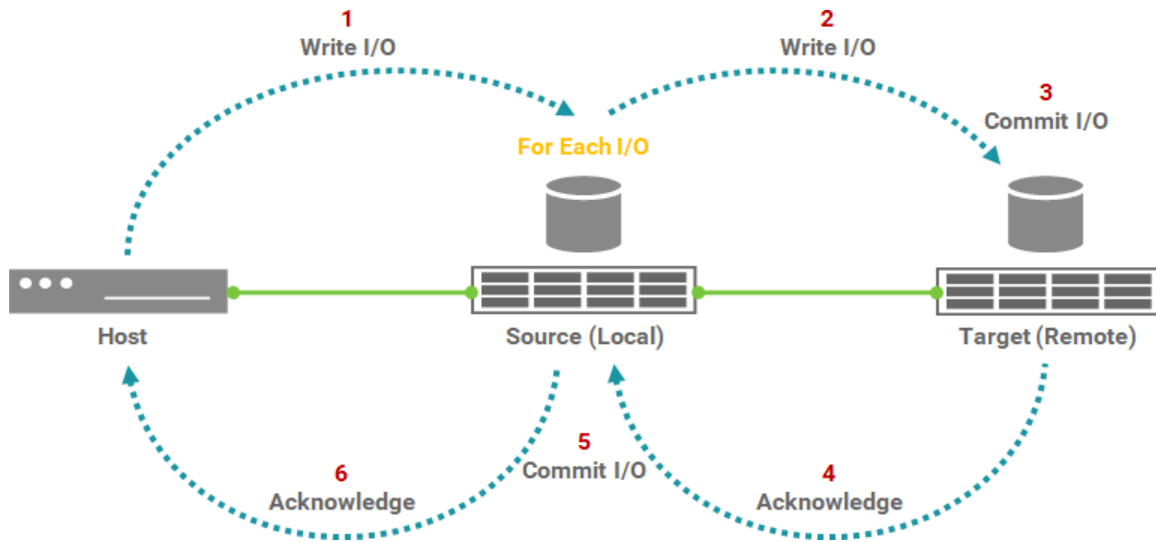 1
Write I/O
2
Write I/O
3
Commit I/O
For Each I/O
Host
Source (Local)
Target (Remote)
4
Acknowledge
5
Commit I/O
6
Acknowledge